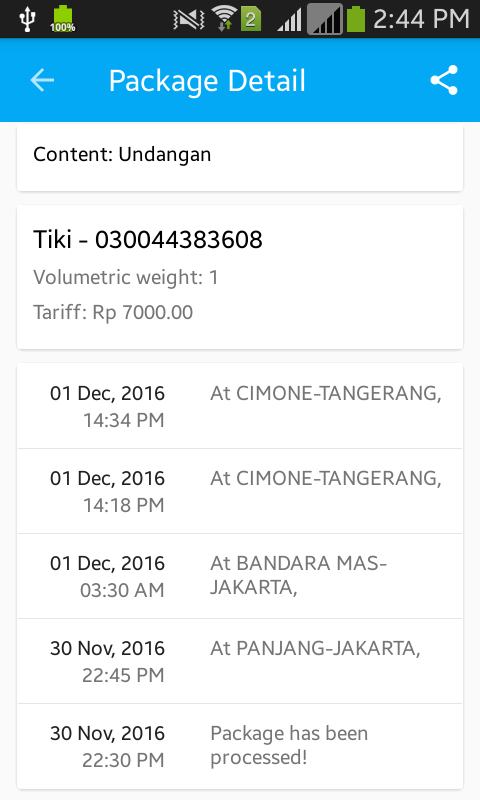 100% 2 2:44 PM
Package Detail
Content: Undangan
Tiki - 030044383608
Volumetric weight: 1
Tariff: Rp 7000.00
01 Dec, 2016 At CIMONE-TANGERANG,
14:34 PM
01 Dec, 2016 At CIMONE-TANGERANG,
14:18 PM
01 Dec, 2016 At BANDARA MAS-
03:30 AM JAKARTA,
30 Nov, 2016 At PANJANG-JAKARTA,
22:45 PM
30 Nov, 2016 Package has been
22:30 PM processed!